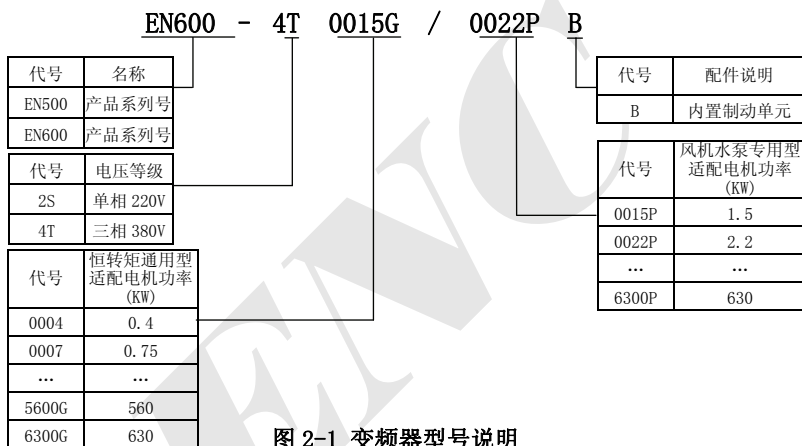 EN600 - 4T 0015G / 0022P B
代号 名称
EN500 产品系列号
EN600 产品系列号
代号 电压等级
2S 单相 220V
4T 三相 380V
代号 恒转矩通用型
适配电机功率
(KW)
0004 0.4
0007 0.75
… …
5600G 560
6300G 630
代号 配件说明
B 内置制动单元
代号 风机水泵专用型
适配电机功率
(KW)
0015P 1.5
0022P 2.2
… …
6300P 630
图 2-1 变频器型号说明
ENC